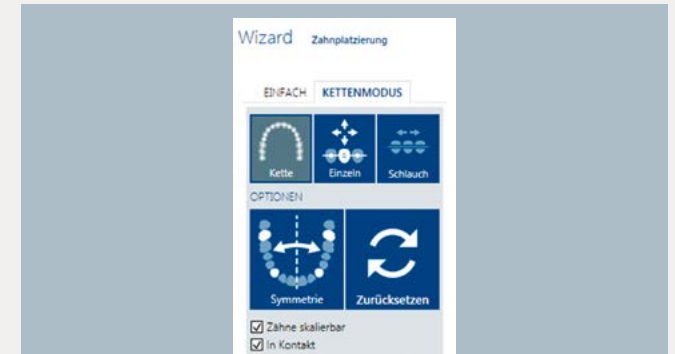 Wizard Zahnplatzierung
EINFACH KETTENMODUS
Kette Einzeln Schlauch
OPTIONEN
Symmetrie Zurücksetzen
Zähne skalierbar
In Kontakt